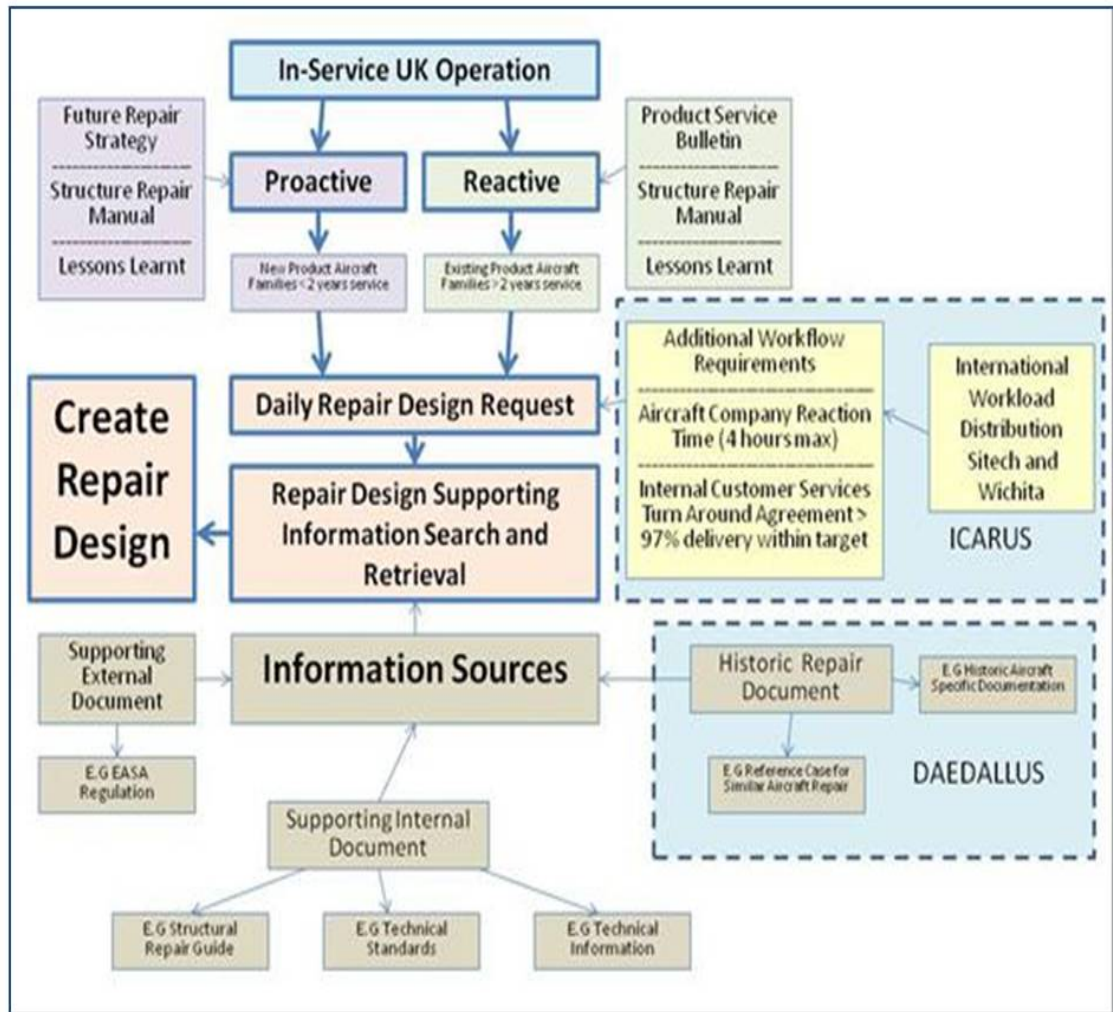 In-Service UK Operation
Future Repair
Strategy
Structure Repair
Manual
Lessons Learnt
Proactive
Reactive
Product Service
Bulletin
Structure Repair
Manual
Lessons Learnt
New Product Aircraft
Families < 2 years service
Existing Product Aircraft
Families > 2 years service
Create
Repair
Design
Daily Repair Design Request
Repair Design Supporting
Information Search and
Retrieval
Additional Workflow
Requirements
Aircraft Company Reaction
Time (4 hours max)
Internal Customer Services
Turn Around Agreement >
97% delivery within target
International
Workload
Distribution
Sitech and
Wichita
ICARUS
Supporting
External
Document
E.G EASA
Regulation
Information Sources
Historic Repair
Document
E.G Historic Aircraft
Specific Documentation
E.G Reference Case for
Similar Aircraft Repair
DAEDALLUS
Supporting Internal
Document
E.G Structural
Repair Guide
E.G Technical
Standards
E.G Technical
Information